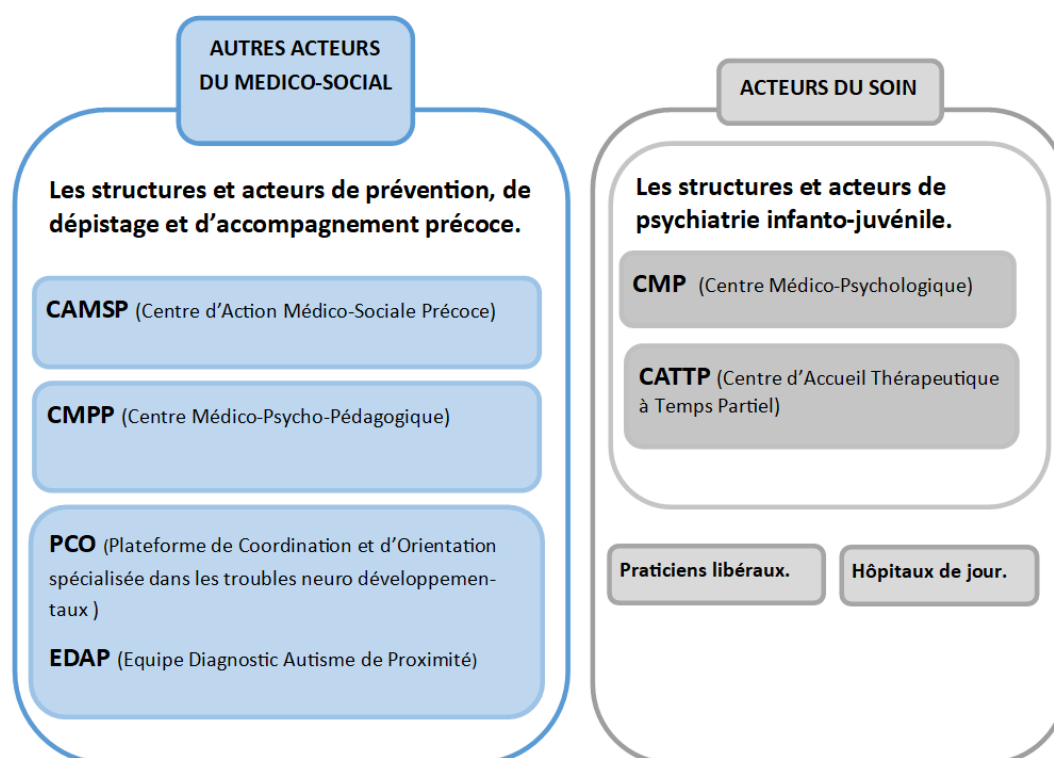 AUTRES ACTEURS
DU MEDICO-SOCIAL
Les structures et acteurs de prévention, de
dépistage et d’accompagnement précoce.
CAMSP (Centre d’Action Médico-Sociale Précoce)
CMPP (Centre Médico-Psycho-Pédagogique)
PCO (Plateforme de Coordination et d’Orientation
spécialisée dans les troubles neuro développemen-
taux )
EDAP (Equipe Diagnostic Autisme de Proximité)
ACTEURS DU SOIN
Les structures et acteurs de
psychiatrie infanto-juvénile.
CMP (Centre Médico-Psychologique)
CATTP (Centre d’Accueil Thérapeutique
à Temps Partiel)
Praticiens libéraux.
Hôpitaux de jour.